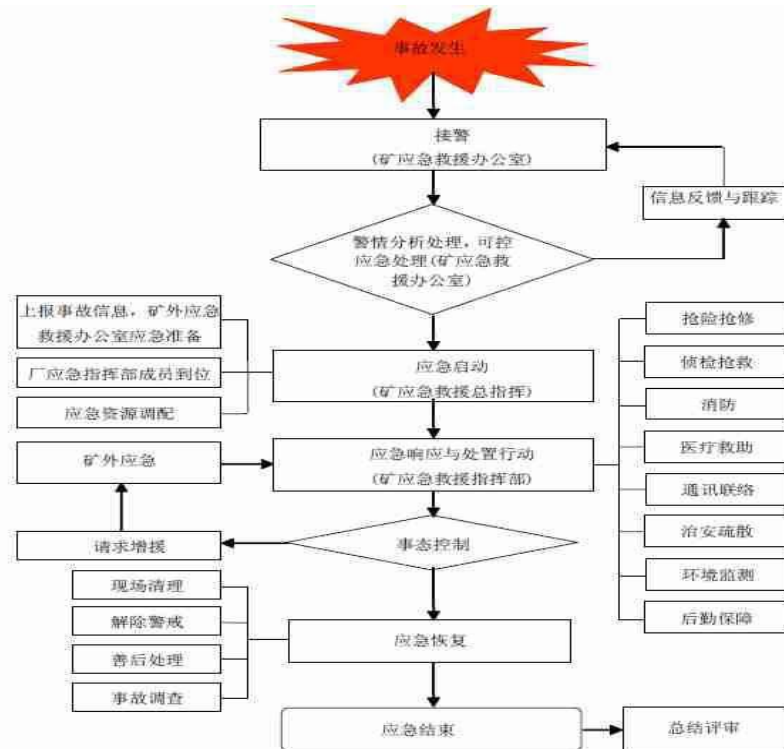 事故发生
接警
(矿应急救援办公室)
信息反馈与跟踪
警情分析处理，可控
应急处理(矿应急救
援办公室)
上报事故信息，矿外应急
救援办公室应急准备
厂应急指挥部成员到位
应急资源调配
应急启动
(矿应急救援总指挥)
抢险抢修
侦检抢救
消防
医疗救助
通讯联络
治安疏散
环境监测
后勤保障
矿外应急
应急响应与处置行动
(矿应急救援指挥部)
请求增援
事态控制
现场清理
解除警戒
善后处理
事故调查
应急恢复
应急结束
总结评审